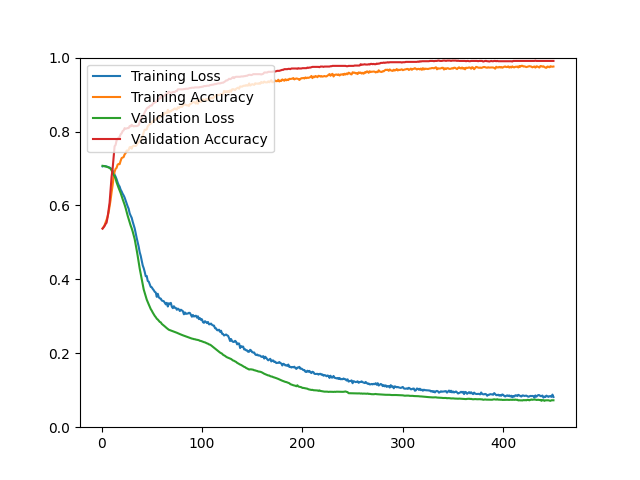 1.0
0.8
0.6
0.4
0.2
0.0
Training Loss
Training Accuracy
Validation Loss
Validation Accuracy
0 100 200 300 400